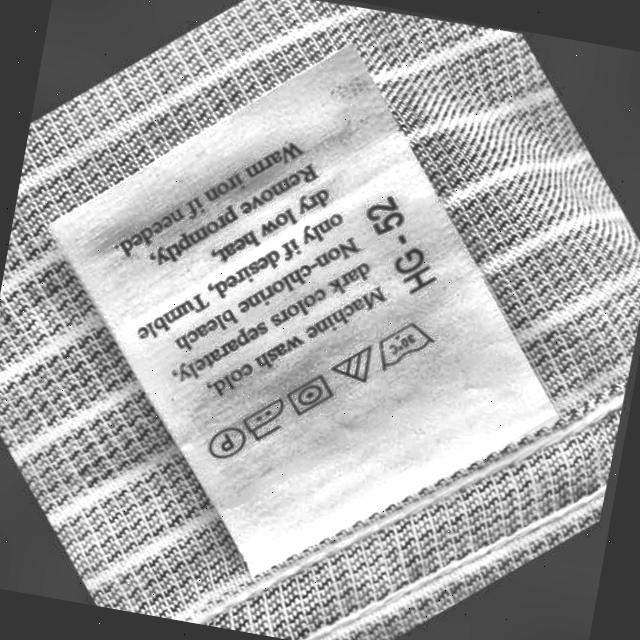 30°C
P
Machine wash cold,
dark colors separately,
Non-chlorine bleach
only if desired, Tumble
dry low heat,
Remove promptly,
Warm iron if needed.
HG-52